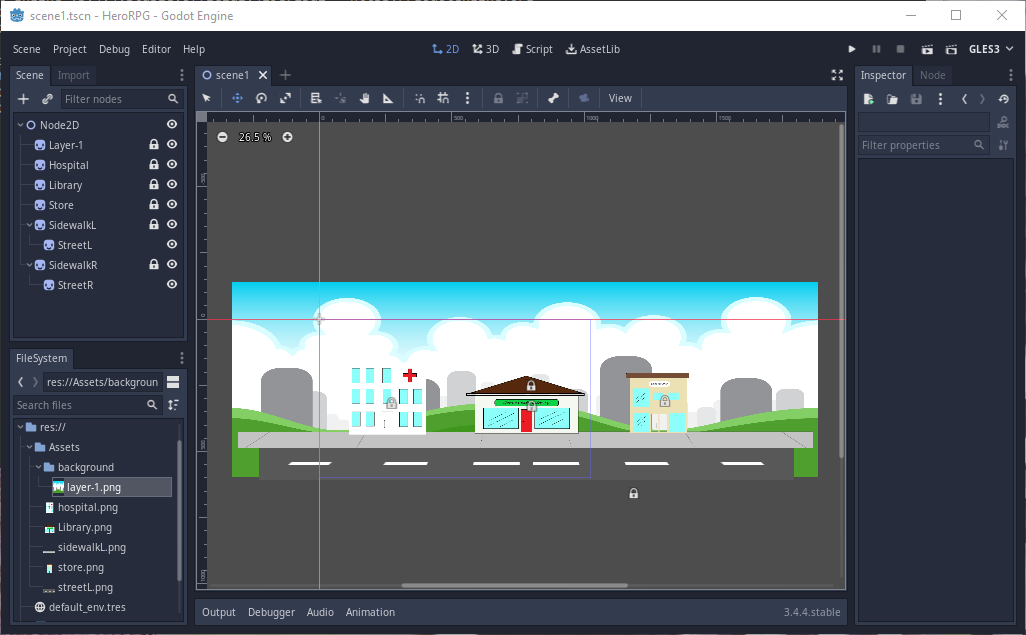 scene1.tscn - HeroRPG - Godot Engine
Scene Project Debug Editor Help 2D 3D Script AssetLib GLES3
Scene Import scene1 Inspector Node
Filter nodes View
Node2D
26.5 %
Layer-1
Filter properties
Hospital
Library
Store
SidewalkL
StreetL
SidewalkR
StreetR
FileSystem
res://Assets/backgroun
Search files
res://
Assets
background
layer-1.png
hospital.png
Library.png
sidewalkL.png
store.png
streetL.png
default_env.tres
Output Debugger Audio Animation 3.4.4.stable
0 500 1000 1500